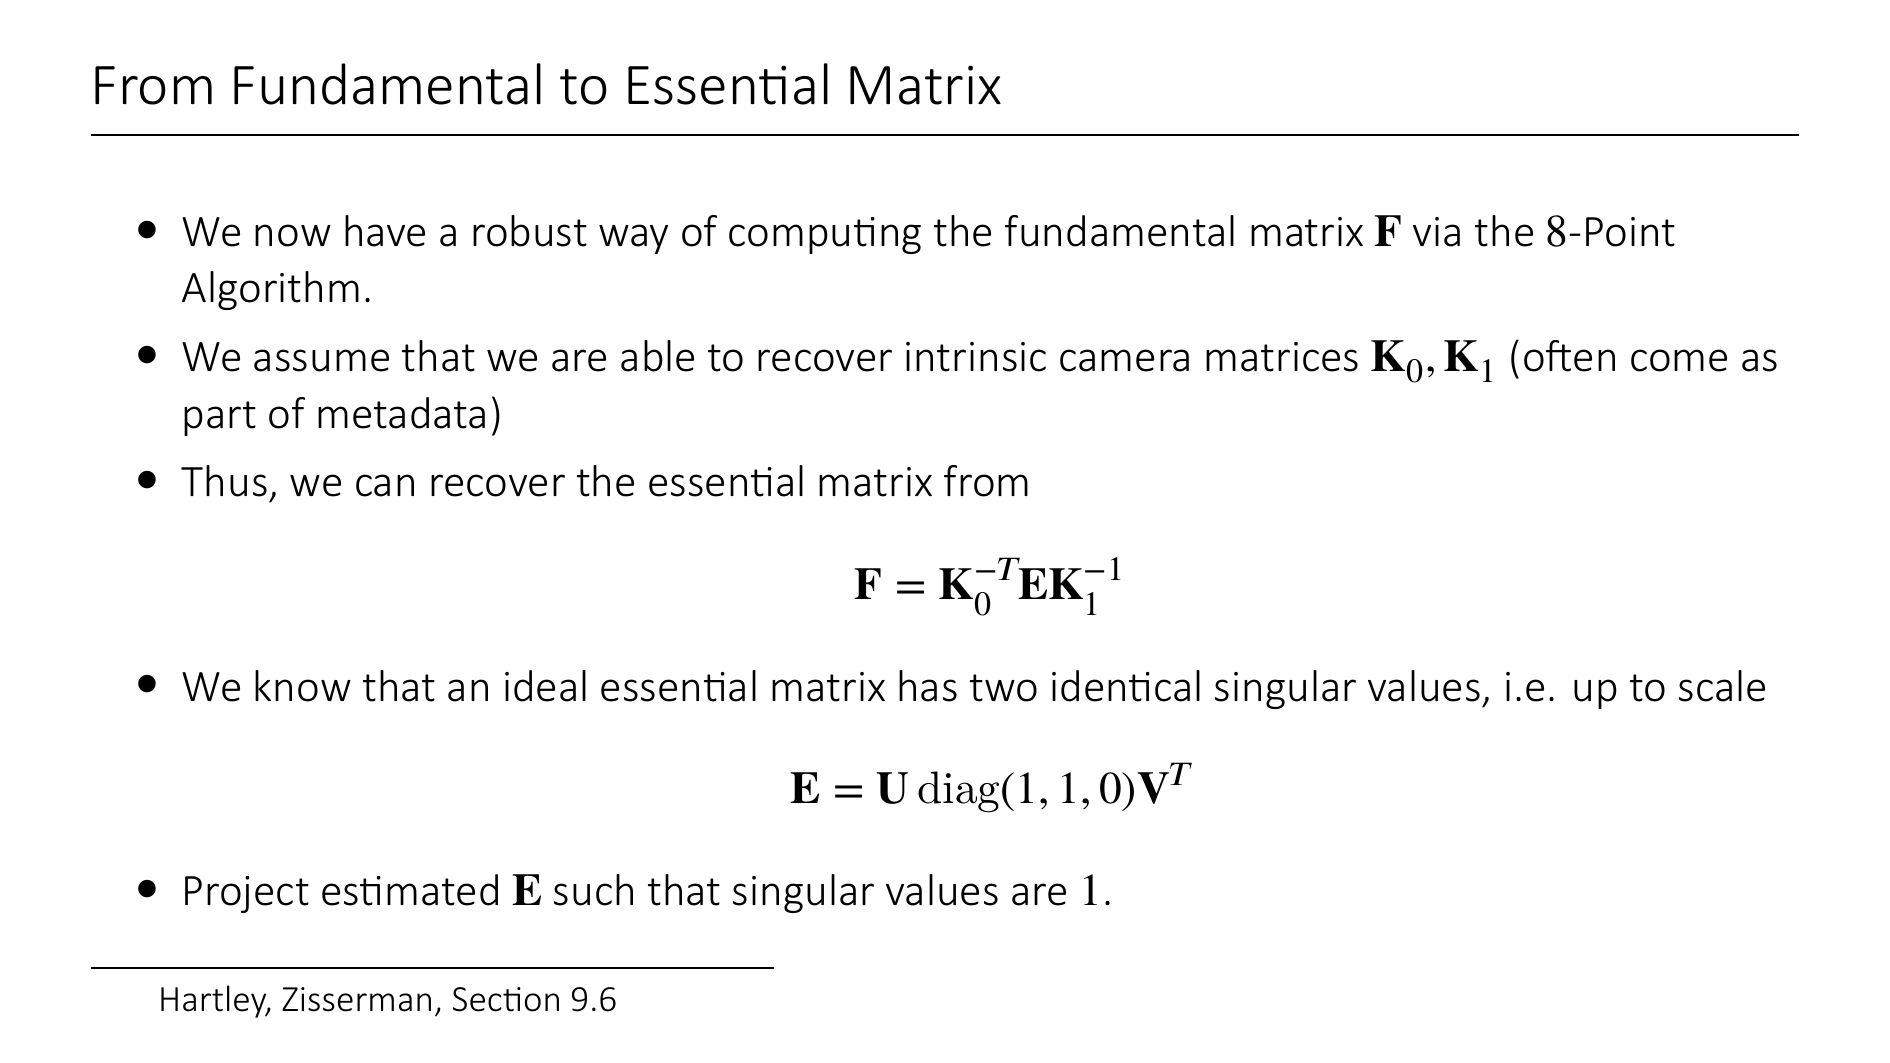 From Fundamental to Essential Matrix
• We now have a robust way of computing the fundamental matrix F via the 8-Point
Algorithm.
• We assume that we are able to recover intrinsic camera matrices K₀, K₁ (often come as
part of metadata)
• Thus, we can recover the essential matrix from
F = K₀⁻ᵀEK₁⁻¹
• We know that an ideal essential matrix has two identical singular values, i.e. up to scale
E = U diag(1, 1, 0)Vᵀ
• Project estimated E such that singular values are 1.
Hartley, Zisserman, Section 9.6